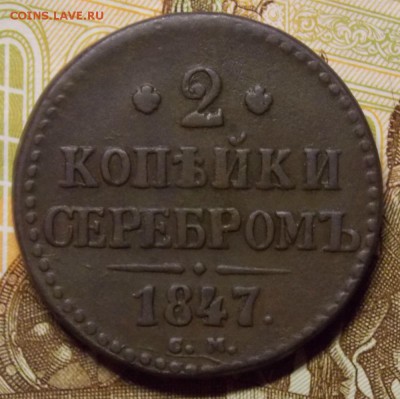 COINS.LAVE.RU
2
КОПѢЙКИ
СЕРЕБРОМЪ
1847.
С. М.